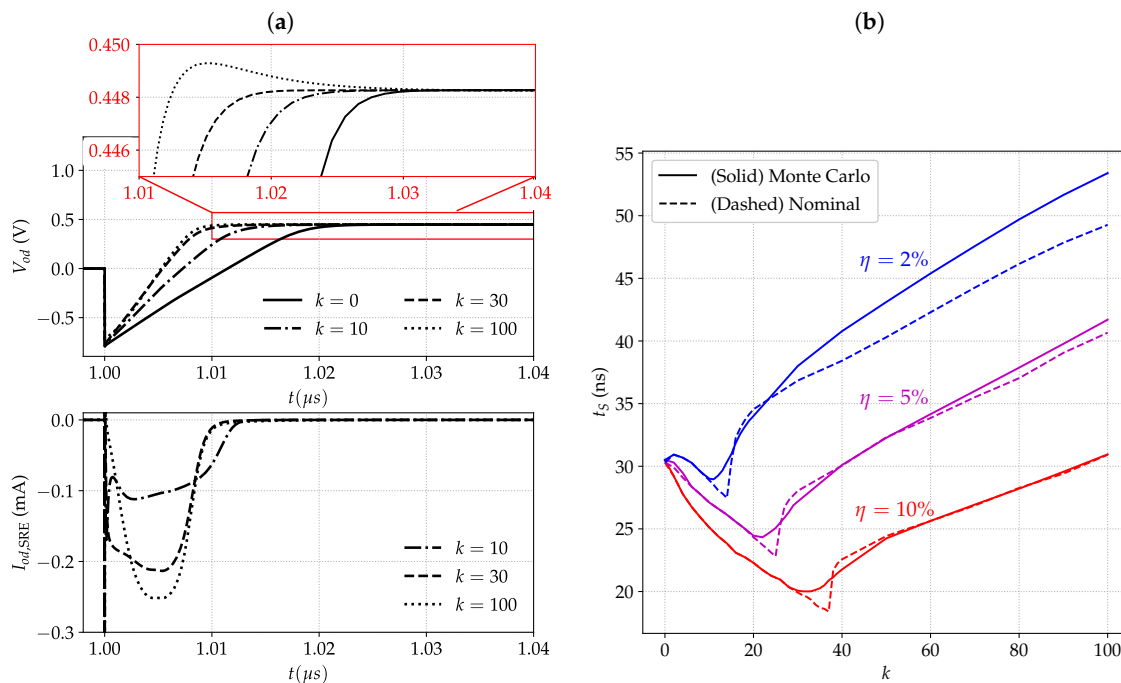 (a)
0.450
0.448
0.446
1.01
1.02
1.03
1.04
1.0
0.5
0.0
−0.5
V_od (V)
k = 0
k = 10
k = 30
k = 100
1.00
1.01
1.02
1.03
1.04
t(μs)
0.0
−0.1
−0.2
−0.3
I_od,SRE (mA)
k = 10
k = 30
k = 100
1.00
1.01
1.02
1.03
1.04
t(μs)
(b)
55
50
45
40
35
30
25
20
t_S (ns)
(Solid) Monte Carlo
(Dashed) Nominal
η = 2%
η = 5%
η = 10%
0
20
40
60
80
100
k